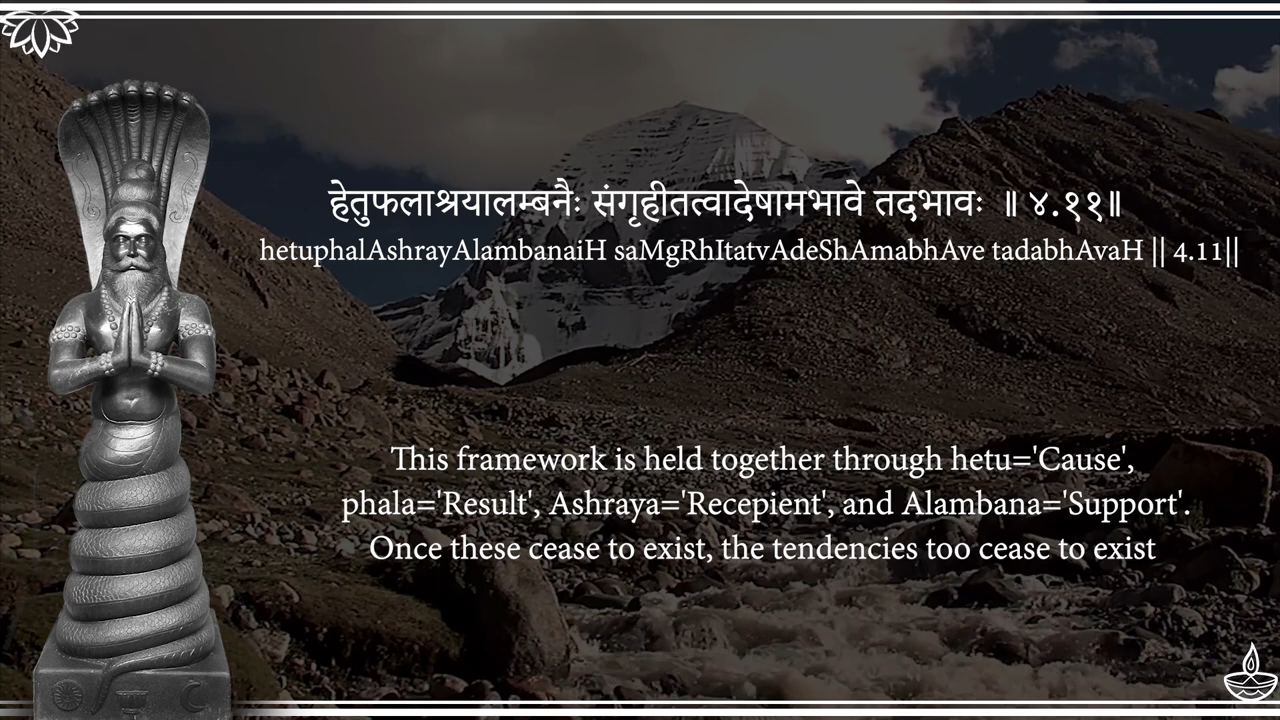 हेतुफलाश्रयालम्बनैः संगृहीतत्वादेषामभावे तदभावः ॥ ४.११॥
hetuphalAshrayAlambanaiH saMgRhItatvAdeShAmabhAve tadabhAvaH || 4.11||
This framework is held together through hetu='Cause',
phala='Result', Ashraya='Recepient', and Alambana='Support'.
Once these cease to exist, the tendencies too cease to exist